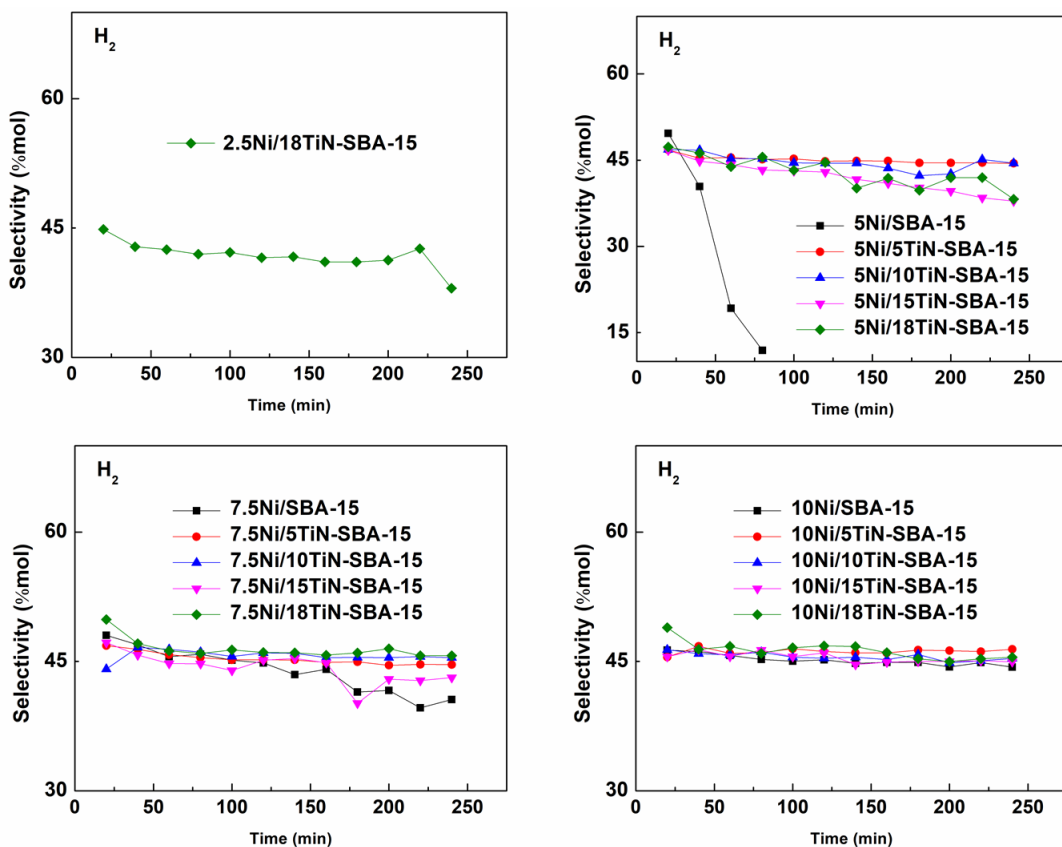 H2
60
45
30
Selectivity (%mol)
2.5Ni/18TiN-SBA-15
0 50 100 150 200 250
Time (min)
H2
60
45
30
15
Selectivity (%mol)
5Ni/SBA-15
5Ni/5TiN-SBA-15
5Ni/10TiN-SBA-15
5Ni/15TiN-SBA-15
5Ni/18TiN-SBA-15
0 50 100 150 200 250
Time (min)
H2
60
45
30
Selectivity (%mol)
7.5Ni/SBA-15
7.5Ni/5TiN-SBA-15
7.5Ni/10TiN-SBA-15
7.5Ni/15TiN-SBA-15
7.5Ni/18TiN-SBA-15
0 50 100 150 200 250
Time (min)
H2
60
45
30
Selectivity (%mol)
10Ni/SBA-15
10Ni/5TiN-SBA-15
10Ni/10TiN-SBA-15
10Ni/15TiN-SBA-15
10Ni/18TiN-SBA-15
0 50 100 150 200 250
Time (min)